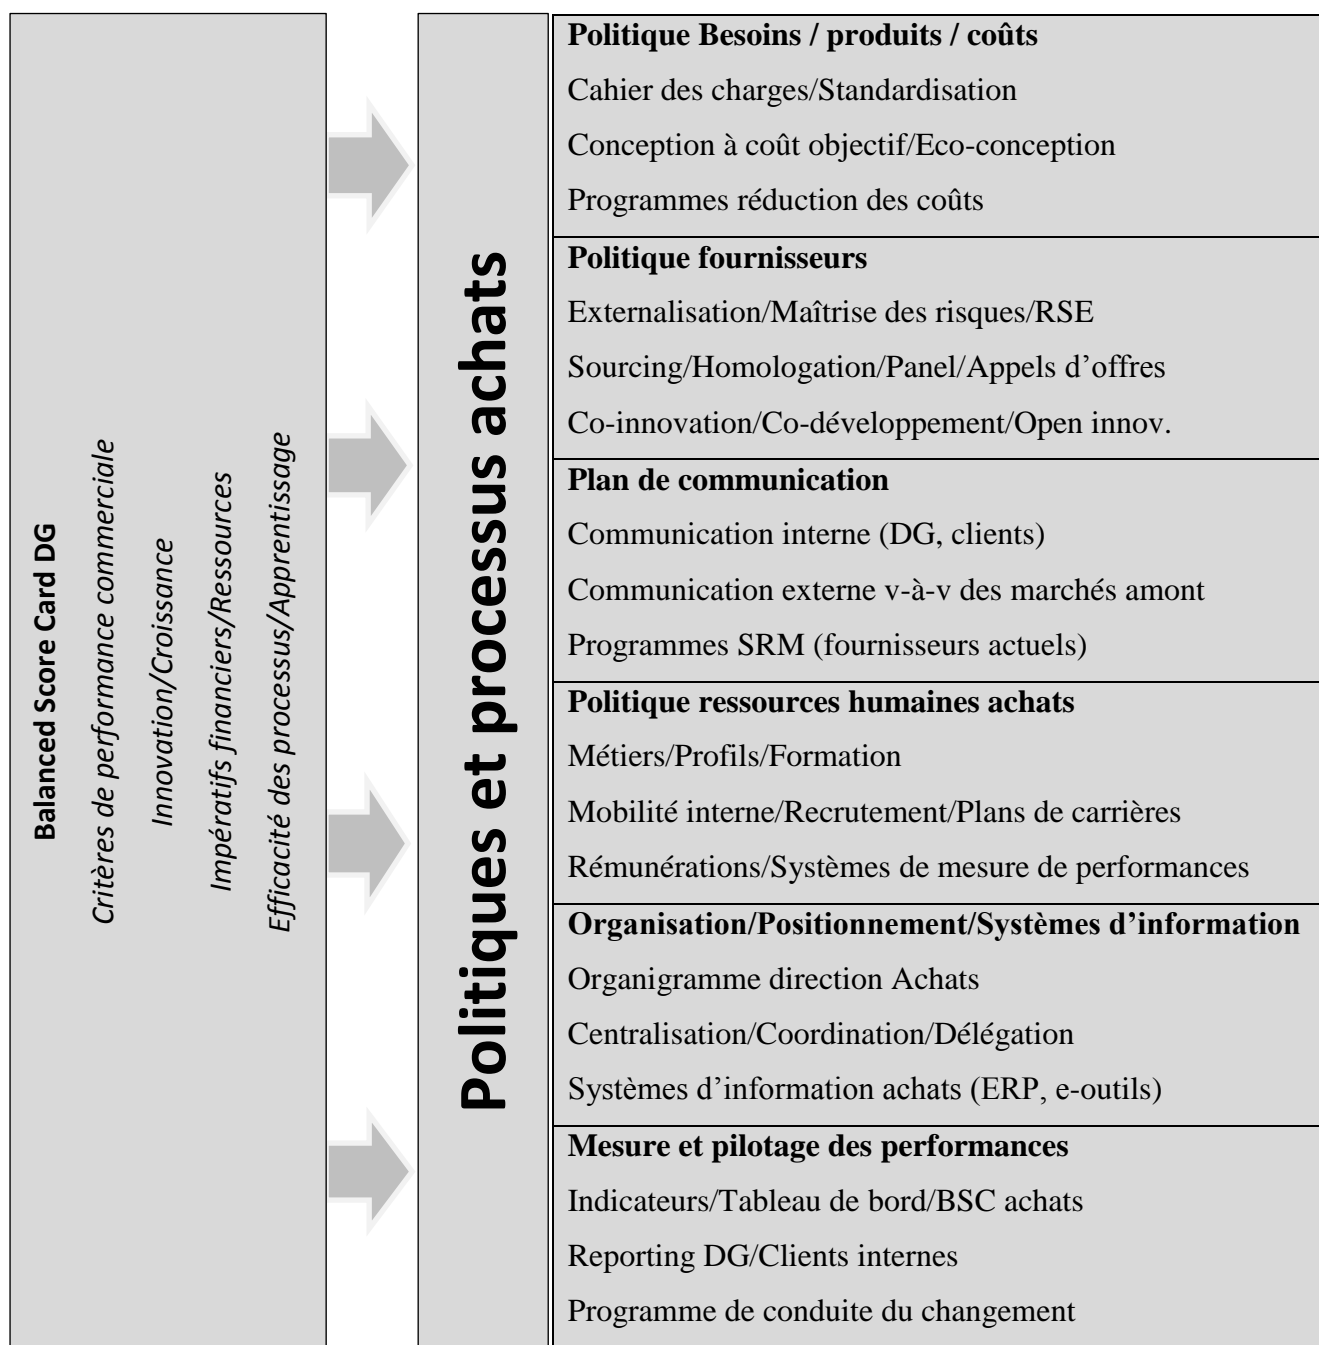 Balanced Score Card DG
Critères de performance commerciale
Innovation/Croissance
Impératifs financiers/Ressources
Efficacité des processus/Apprentissage
Politiques et processus achats
Politique Besoins / produits / coûts
Cahier des charges/Standardisation
Conception à coût objectif/Eco-conception
Programmes réduction des coûts
Politique fournisseurs
Externalisation/Maîtrise des risques/RSE
Sourcing/Homologation/Panel/Appels d’offres
Co-innovation/Co-développement/Open innov.
Plan de communication
Communication interne (DG, clients)
Communication externe v-à-v des marchés amont
Programmes SRM (fournisseurs actuels)
Politique ressources humaines achats
Métiers/Profils/Formation
Mobilité interne/Recrutement/Plans de carrières
Rémunérations/Systèmes de mesure de performances
Organisation/Positionnement/Systèmes d’information
Organigramme direction Achats
Centralisation/Coordination/Délégation
Systèmes d’information achats (ERP, e-outils)
Mesure et pilotage des performances
Indicateurs/Tableau de bord/BSC achats
Reporting DG/Clients internes
Programme de conduite du changement